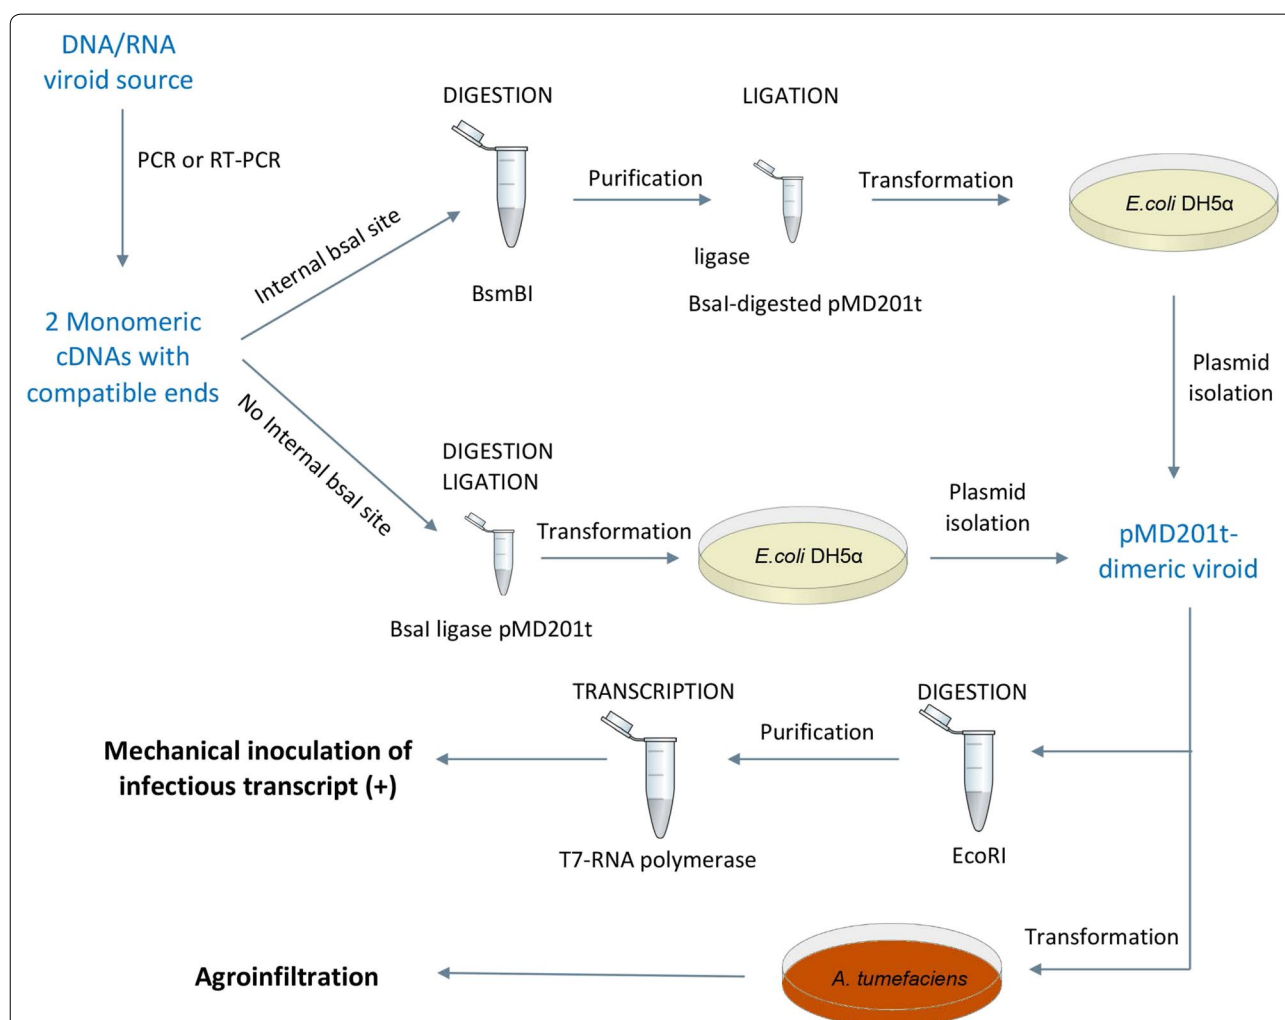 DNA/RNA
viroid source
PCR or RT-PCR
2 Monomeric
cDNAs with
compatible ends
Internal bsaI site
DIGESTION
BsmBI
Purification
LIGATION
ligase
BsaI-digested pMD201t
Transformation
E.coli DH5α
Plasmid
isolation
No Internal bsaI site
DIGESTION
LIGATION
BsaI ligase pMD201t
Transformation
E.coli DH5α
Plasmid
isolation
pMD201t-
dimeric viroid
DIGESTION
EcoRI
Purification
TRANSCRIPTION
T7-RNA polymerase
Mechanical inoculation of
infectious transcript (+)
Transformation
A. tumefaciens
Agroinfiltration